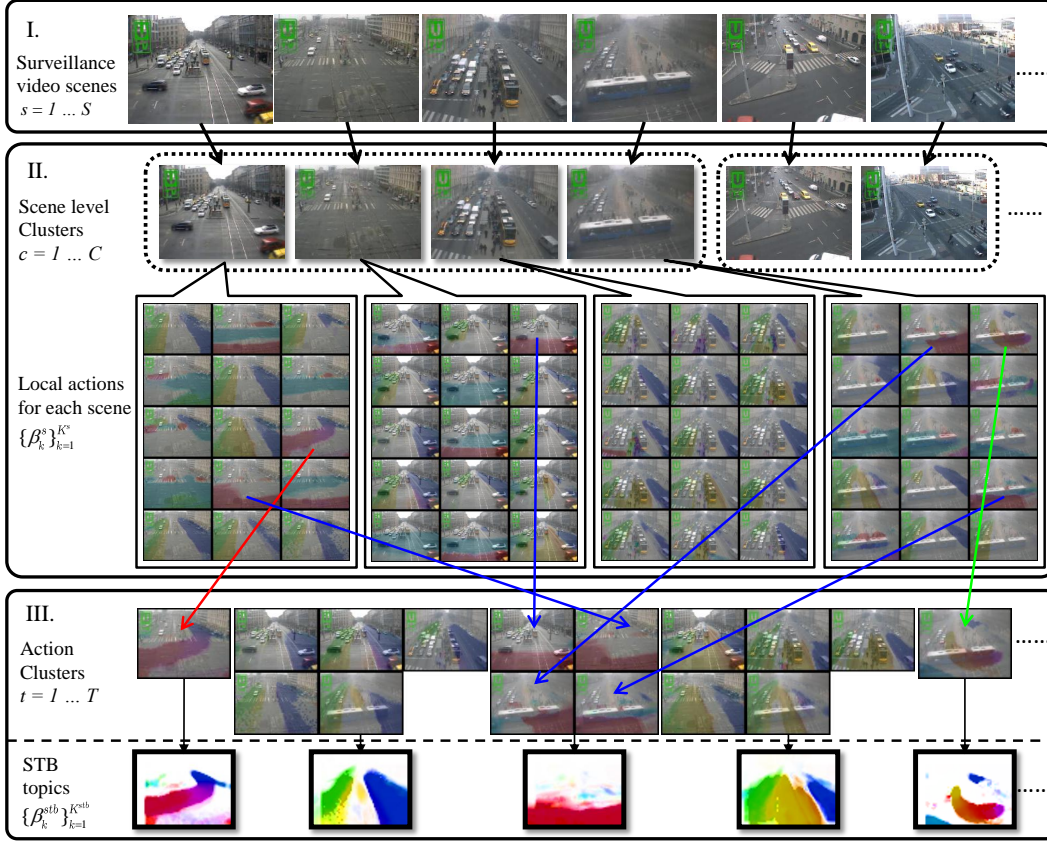 I.
Surveillance
video scenes
s = 1 ... S
......
II.
Scene level
Clusters
c = 1 ... C
......
Local actions
for each scene
{β_k^s}_{k=1}^{K^s}
III.
Action
Clusters
t = 1 ... T
......
STB
topics
{β_k^{stb}}_{k=1}^{K^{stb}}
......